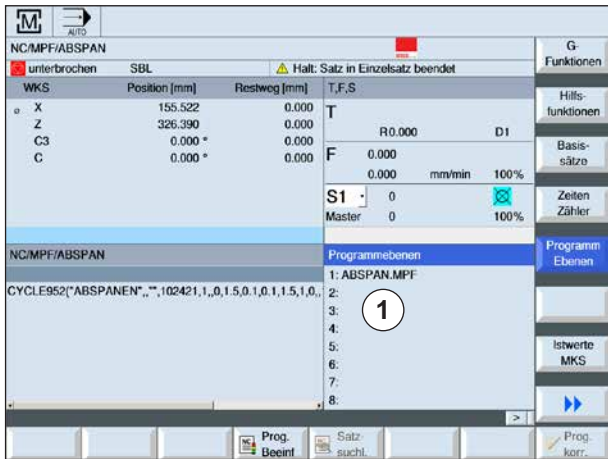 M
AUTO
NC/MPF/ABSPAN
unterbrochen SBL Halt: Satz in Einzelsatz beendet
WKS Position [mm] Restweg [mm]
X 155.522 0.000
Z 326.390 0.000
C3 0.000 ° 0.000
C 0.000 ° 0.000
T,F,S
T
R0.000 D1
F 0.000
0.000 mm/min 100%
S1 0
Master 0 100%
NC/MPF/ABSPAN
CYCLE952("ABSPANEN",,"",102421,1,,0,1.5,0.1,0.1,1.5,1,0,,
Programmebenen
1: ABSPAN.MPF
2:
3:
4:
5:
6:
7:
8:
1
G-
Funktionen
Hilfs-
funktionen
Basis-
sätze
Zeiten
Zähler
Programm
Ebenen
Istwerte
MKS
>
Prog.
Beeinf
Satz-
suchl.
Prog.
korr.